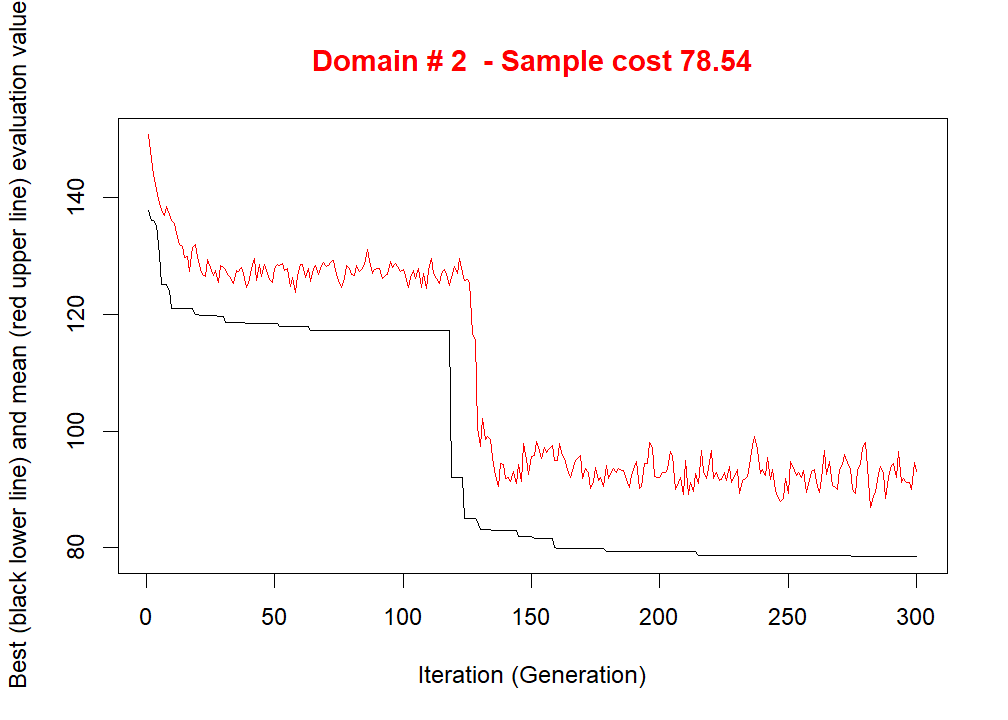 Domain # 2  - Sample cost 78.54
Best (black lower line) and mean (red upper line) evaluation value
140
120
100
80
0 50 100 150 200 250 300
Iteration (Generation)